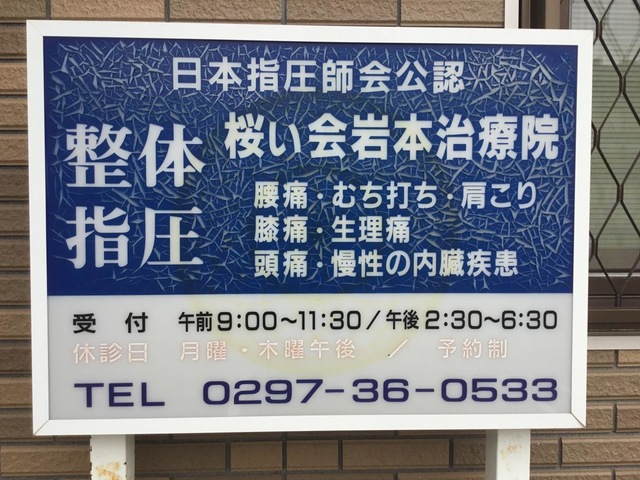 日本指圧師会公認
整体
指圧
桜い会岩本治療院
腰痛・むち打ち・肩こり
膝痛・生理痛
頭痛・慢性の内臓疾患
受付 午前9:00～11:30/午後2:30～6:30
休診日 月曜・木曜午後 / 予約制
TEL 0297-36-0533